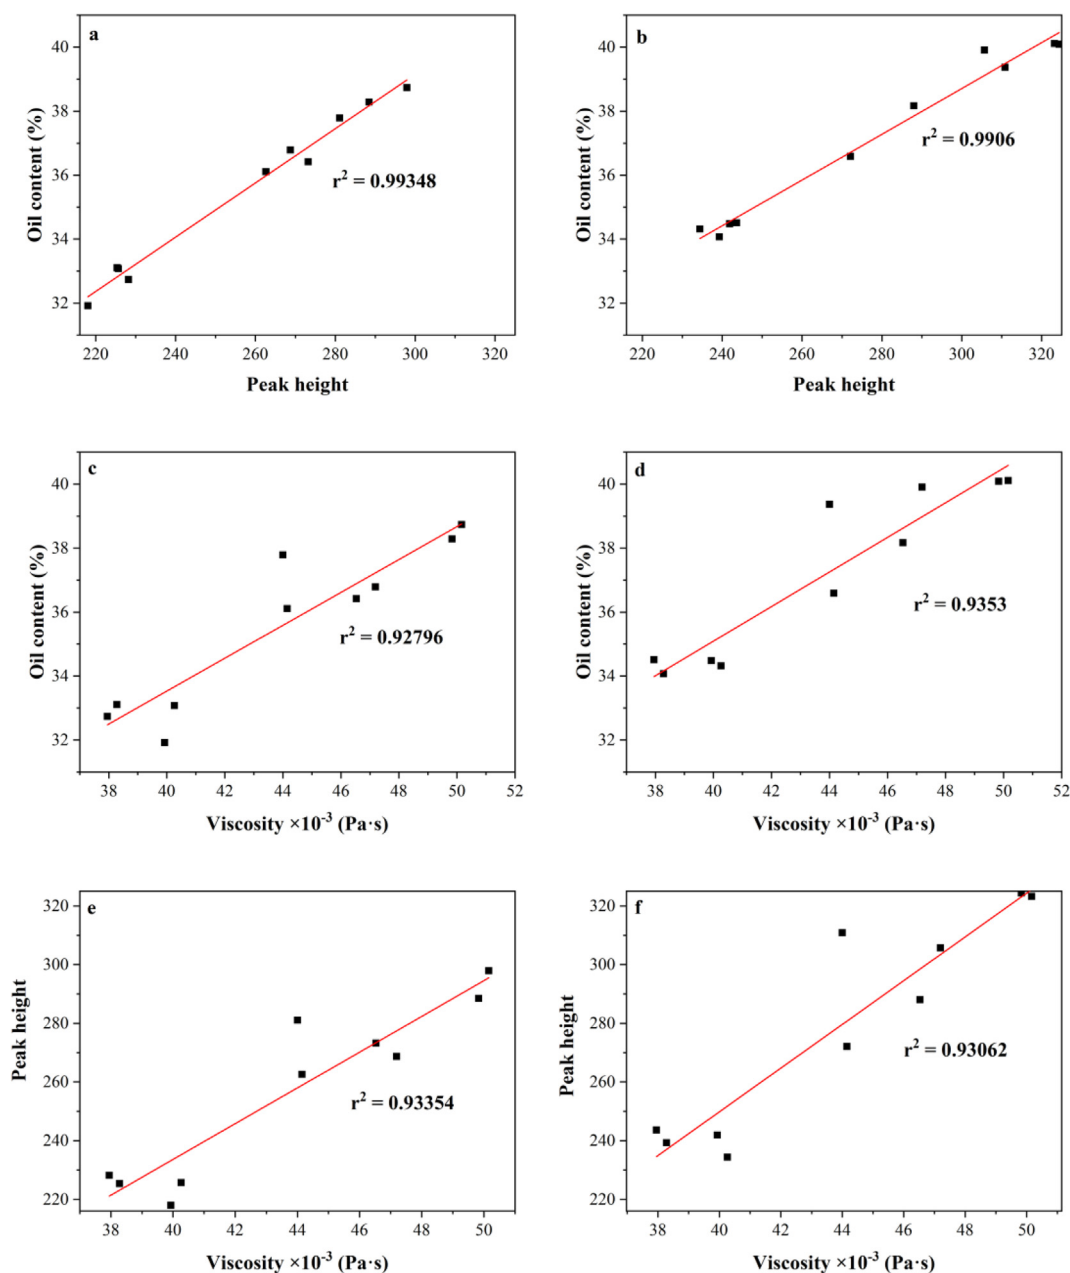 a
Oil content (%)
40
38
36
34
32
r² = 0.99348
220 240 260 280 300 320
Peak height
b
Oil content (%)
40
38
36
34
32
r² = 0.9906
220 240 260 280 300 320
Peak height
c
Oil content (%)
40
38
36
34
32
r² = 0.92796
38 40 42 44 46 48 50 52
Viscosity ×10⁻³ (Pa·s)
d
Oil content (%)
40
38
36
34
32
r² = 0.9353
38 40 42 44 46 48 50 52
Viscosity ×10⁻³ (Pa·s)
e
Peak height
320
300
280
260
240
220
r² = 0.93354
38 40 42 44 46 48 50
Viscosity ×10⁻³ (Pa·s)
f
Peak height
320
300
280
260
240
220
r² = 0.93062
38 40 42 44 46 48 50
Viscosity ×10⁻³ (Pa·s)